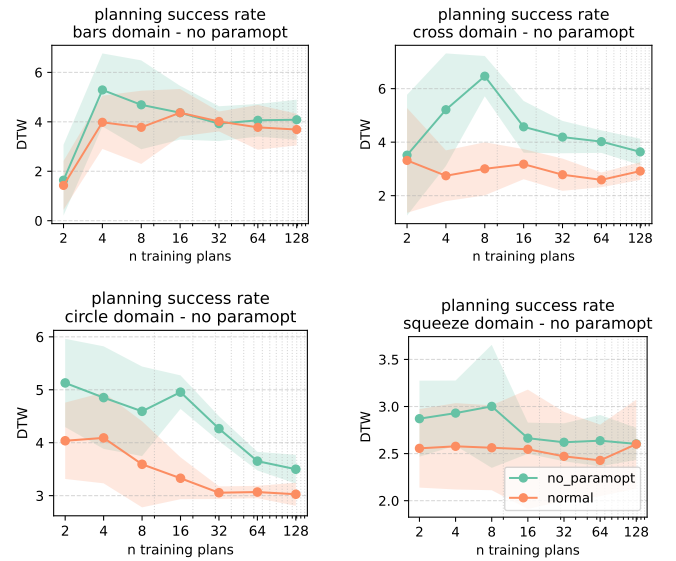 planning success rate
bars domain - no paramopt
DTW
6
4
2
0
2 4 8 16 32 64 128
n training plans
planning success rate
cross domain - no paramopt
DTW
6
4
2
2 4 8 16 32 64 128
n training plans
planning success rate
circle domain - no paramopt
DTW
6
5
4
3
2 4 8 16 32 64 128
n training plans
planning success rate
squeeze domain - no paramopt
DTW
3.5
3.0
2.5
2.0
no_paramopt
normal
2 4 8 16 32 64 128
n training plans